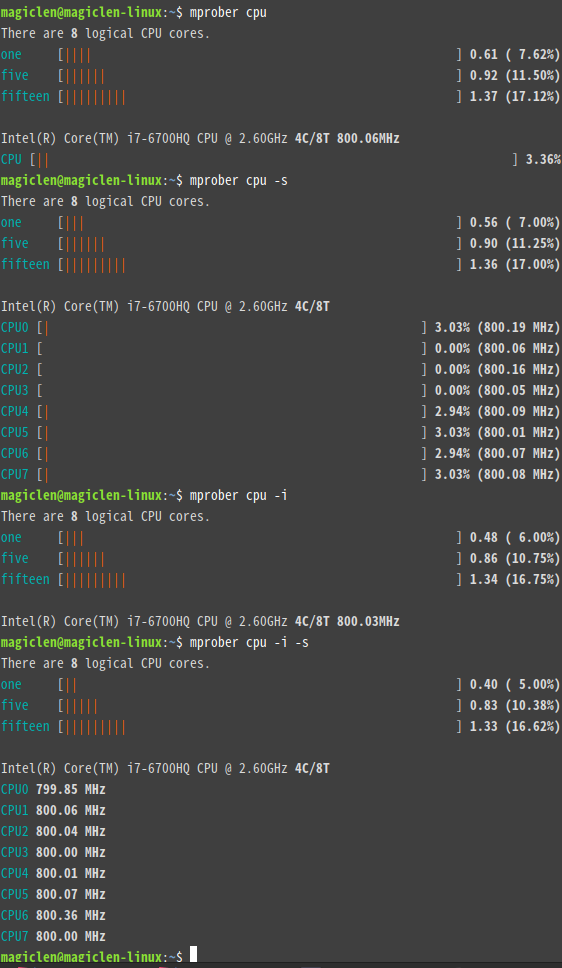 magiclen@magiclen-linux:~$ mprober cpu
There are 8 logical CPU cores.
one     [||||                                            ] 0.61 ( 7.62%)
five    [||||||                                          ] 0.92 (11.50%)
fifteen [|||||||||                                       ] 1.37 (17.12%)
Intel(R) Core(TM) i7-6700HQ CPU @ 2.60GHz 4C/8T 800.06MHz
CPU [||                                                          ] 3.36%
magiclen@magiclen-linux:~$ mprober cpu -s
There are 8 logical CPU cores.
one     [|||                                             ] 0.56 ( 7.00%)
five    [||||||                                          ] 0.90 (11.25%)
fifteen [|||||||||                                       ] 1.36 (17.00%)
Intel(R) Core(TM) i7-6700HQ CPU @ 2.60GHz 4C/8T
CPU0 [|                                             ] 3.03% (800.19 MHz)
CPU1 [                                              ] 0.00% (800.06 MHz)
CPU2 [                                              ] 0.00% (800.16 MHz)
CPU3 [                                              ] 0.00% (800.05 MHz)
CPU4 [|                                             ] 2.94% (800.09 MHz)
CPU5 [|                                             ] 3.03% (800.01 MHz)
CPU6 [|                                             ] 2.94% (800.07 MHz)
CPU7 [|                                             ] 3.03% (800.08 MHz)
magiclen@magiclen-linux:~$ mprober cpu -i
There are 8 logical CPU cores.
one     [|||                                             ] 0.48 ( 6.00%)
five    [||||||                                          ] 0.86 (10.75%)
fifteen [|||||||||                                       ] 1.34 (16.75%)
Intel(R) Core(TM) i7-6700HQ CPU @ 2.60GHz 4C/8T 800.03MHz
magiclen@magiclen-linux:~$ mprober cpu -i -s
There are 8 logical CPU cores.
one     [||                                              ] 0.40 ( 5.00%)
five    [|||||                                           ] 0.83 (10.38%)
fifteen [|||||||||                                       ] 1.33 (16.62%)
Intel(R) Core(TM) i7-6700HQ CPU @ 2.60GHz 4C/8T
CPU0 799.85 MHz
CPU1 800.06 MHz
CPU2 800.04 MHz
CPU3 800.00 MHz
CPU4 800.01 MHz
CPU5 800.07 MHz
CPU6 800.36 MHz
CPU7 800.00 MHz
magiclen@magiclen-linux:~$